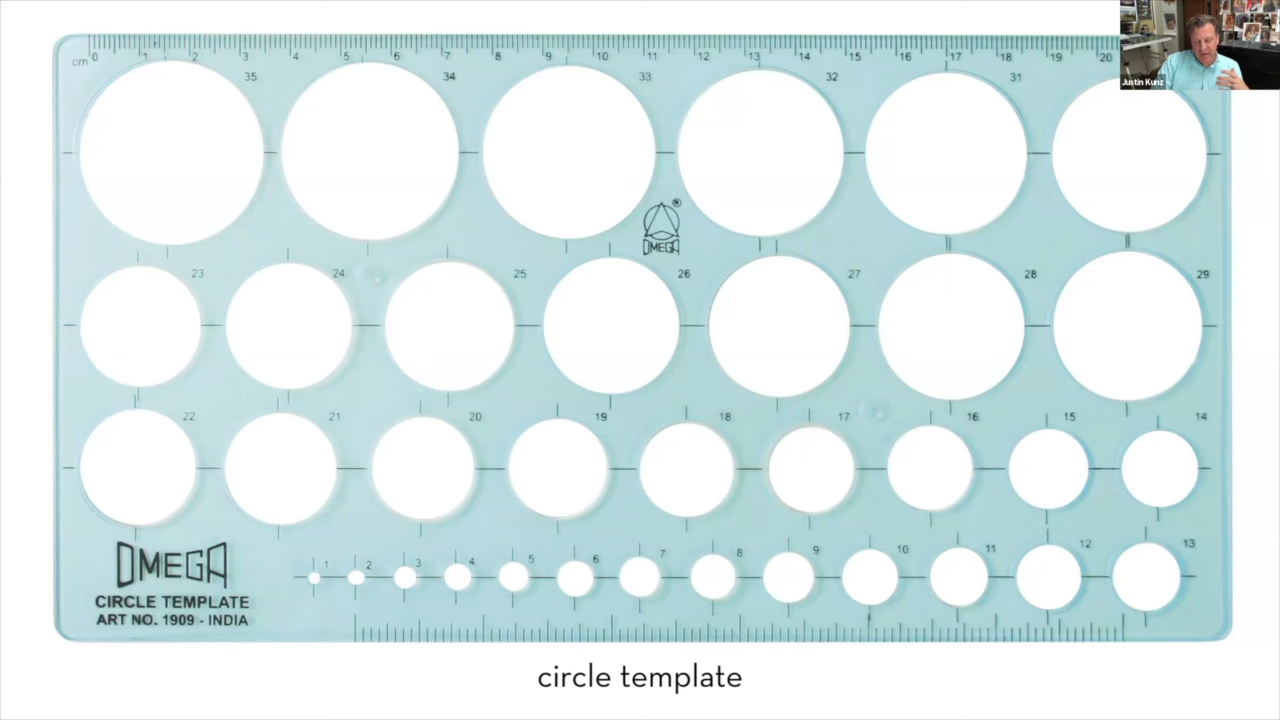 cm 0 1 2 3 4 5 6 7 8 9 10 11 12 13 14 15 16 17 18 19 20
Justin Kunz
35 34 33 32 31
®
OMEGA
23 24 25 26 27 28 29
22 21 20 19 18 17 16 15 14
1 2 3 4 5 6 7 8 9 10 11 12 13
OMEGA
CIRCLE TEMPLATE
ART NO. 1909 - INDIA
circle template